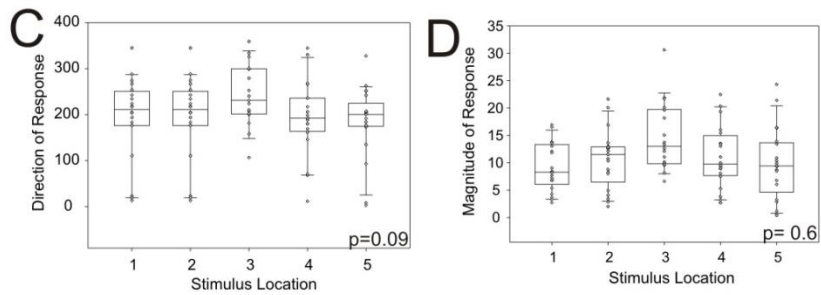 C
Direction of Response
400
300
200
100
0
1 2 3 4 5
Stimulus Location
p=0.09
D
Magnitude of Response
35
30
25
20
15
10
5
0
1 2 3 4 5
Stimulus Location
p= 0.6